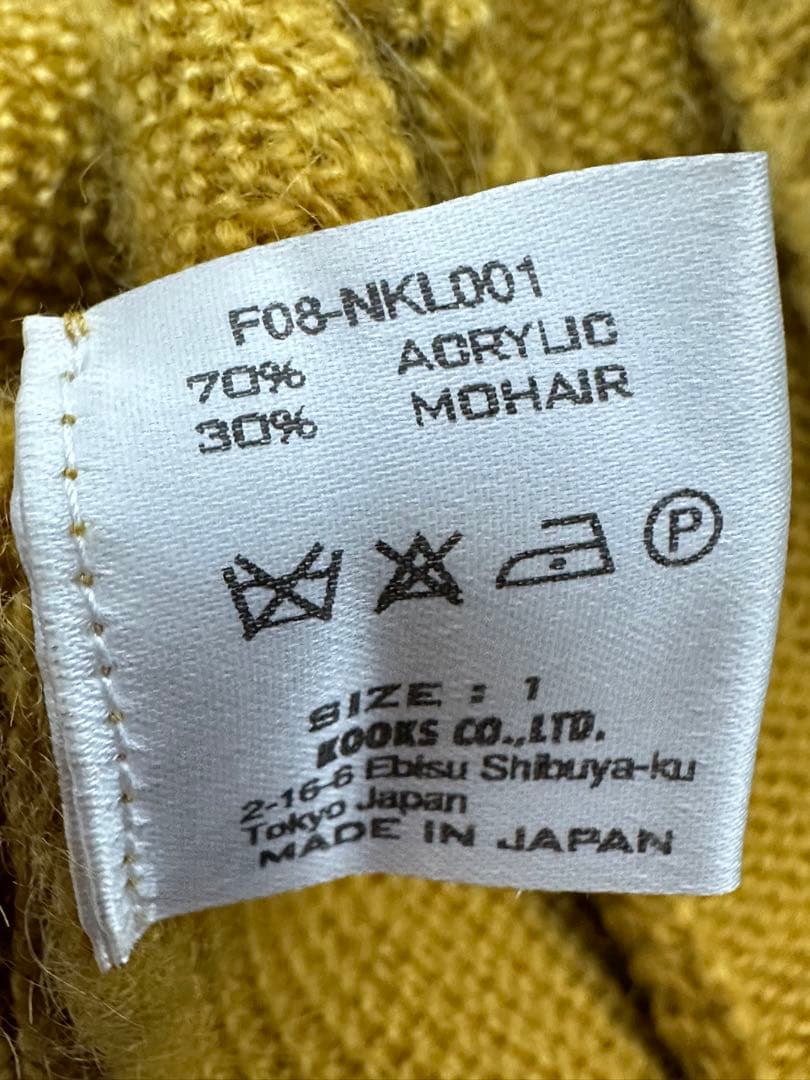 F08-NKL001
70% ACRYLIC
30% MOHAIR
P
SIZE : 1
KOOKS CO.,LTD.
2-16-6 Ebisu Shibuya-ku
Tokyo Japan
MADE IN JAPAN